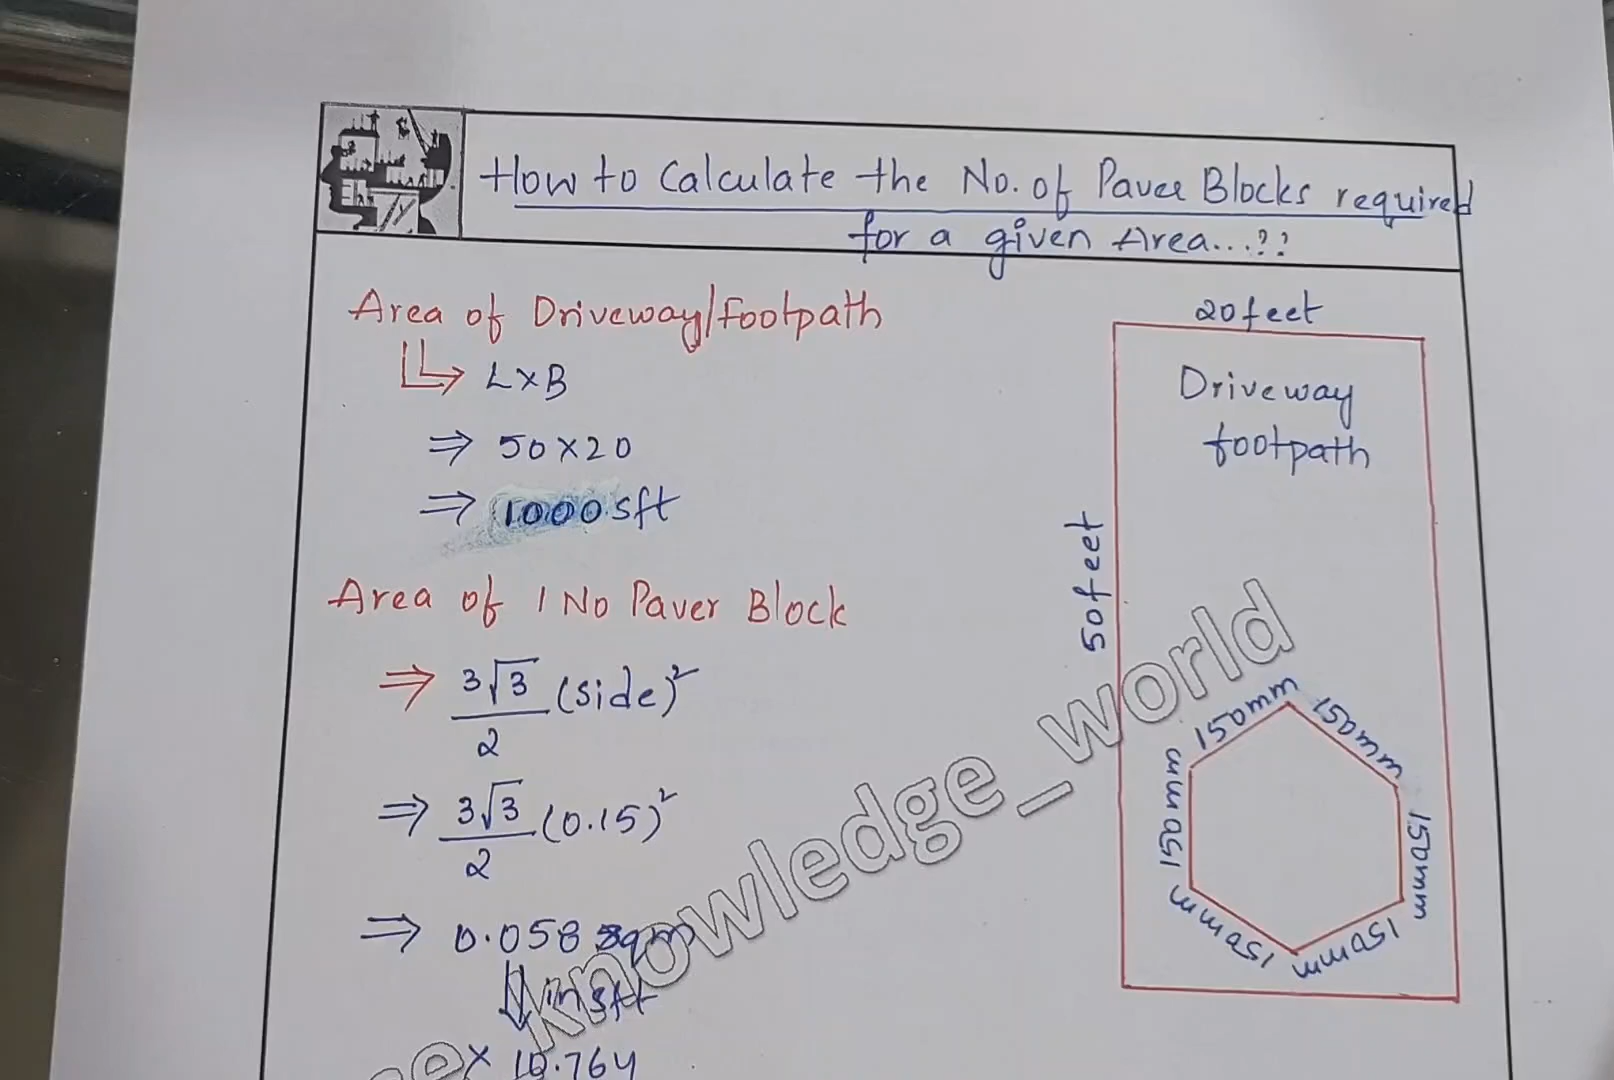 How to Calculate the No. of Paver Blocks required
for a given Area...??
Area of Driveway/footpath
L×B
⇒ 50×20
⇒ 1000 sft
Area of 1 No Paver Block
⇒ 3√3/2 (side)²
⇒ 3√3/2 (0.15)²
⇒ 0.058 sqm
in sft
× 10.764
20feet
Driveway
footpath
50feet
150mm
150mm
150mm
150mm
150mm
150mm
knowledge_world